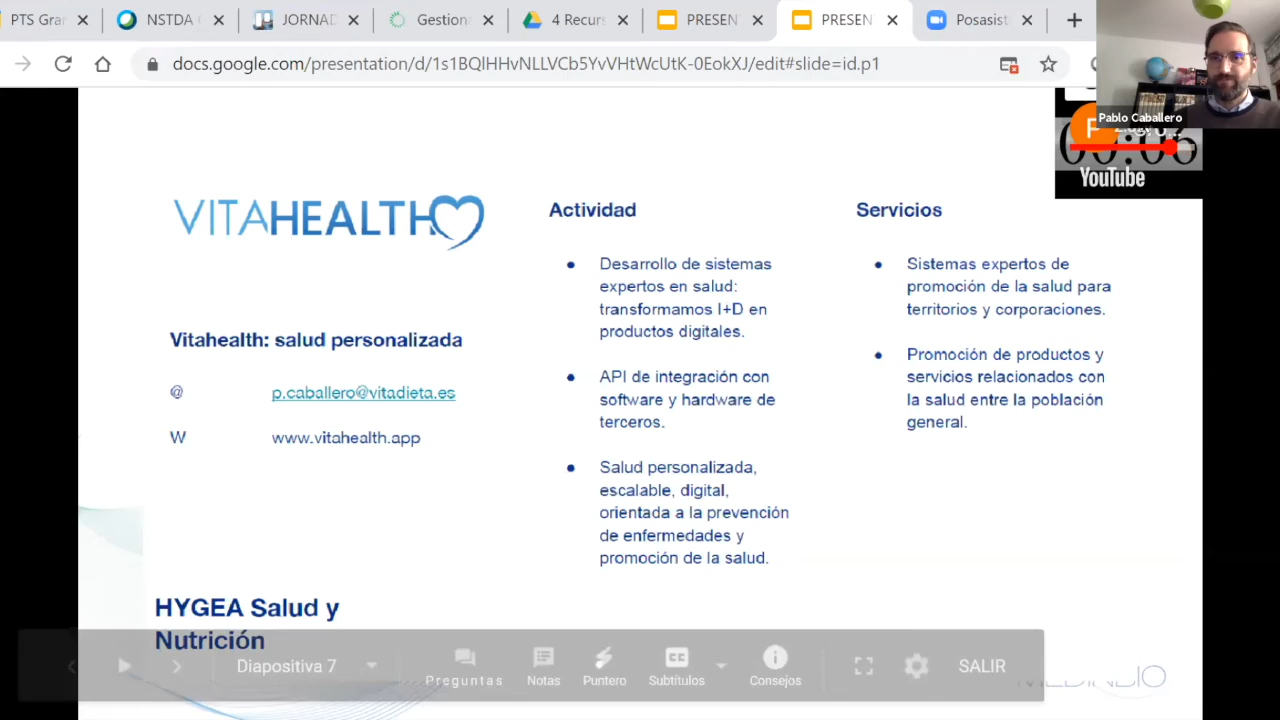 PTS Gran
NSTDA
JORNAD
Gestion
4 Recurs
PRESEN
PRESEN
Posasist
docs.google.com/presentation/d/1s1BQlHHvNLLVCb5YvVHtWcUtK-0EokXJ/edit#slide=id.p1
Pablo Caballero
YouTube
VITAHEALTH
Vitahealth: salud personalizada
@ p.caballero@vitadieta.es
W www.vitahealth.app
HYGEA Salud y
Nutrición
Actividad
• Desarrollo de sistemas
expertos en salud:
transformamos I+D en
productos digitales.
• API de integración con
software y hardware de
terceros.
• Salud personalizada,
escalable, digital,
orientada a la prevención
de enfermedades y
promoción de la salud.
Servicios
• Sistemas expertos de
promoción de la salud para
territorios y corporaciones.
• Promoción de productos y
servicios relacionados con
la salud entre la población
general.
Diapositiva 7
Preguntas
Notas
Puntero
Subtítulos
Consejos
SALIR